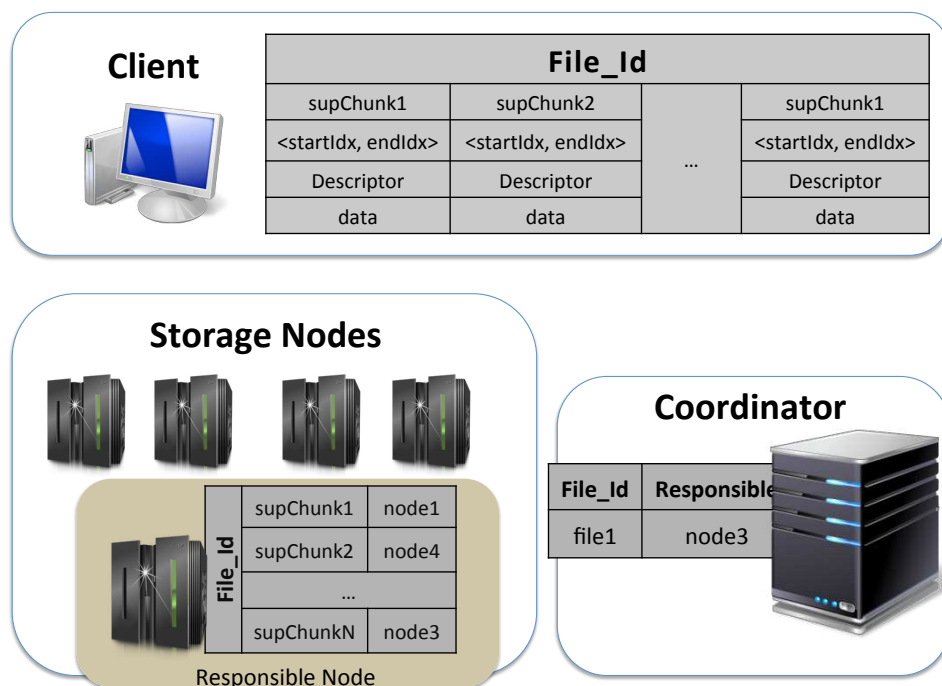 Client
File_Id
supChunk1 supChunk2 ... supChunk1
<startIdx, endIdx> <startIdx, endIdx> <startIdx, endIdx>
Descriptor Descriptor Descriptor
data data data
Storage Nodes
File_Id
supChunk1 node1
supChunk2 node4
...
supChunkN node3
Responsible Node
Coordinator
File_Id Responsible
file1 node3